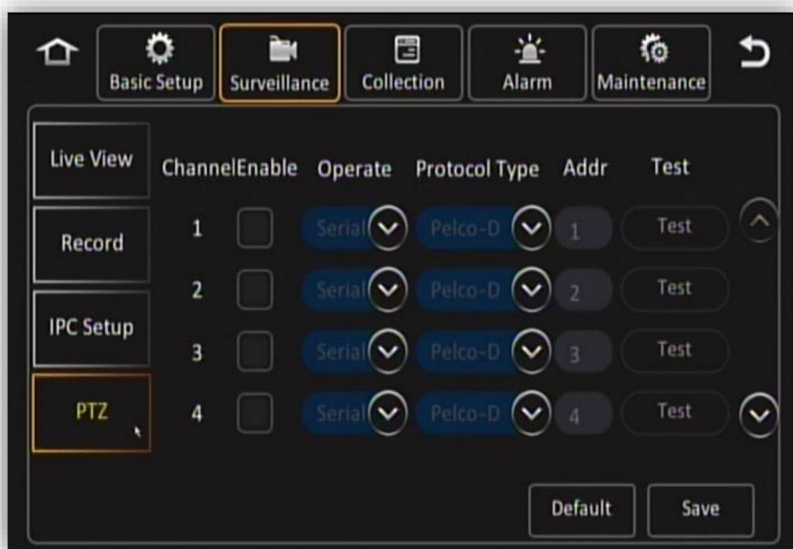 Basic Setup Surveillance Collection Alarm Maintenance
Live View
ChannelEnable Operate Protocol Type Addr Test
Record
1 Serial Pelco-D 1 Test
2 Serial Pelco-D 2 Test
IPC Setup
3 Serial Pelco-D 3 Test
PTZ
4 Serial Pelco-D 4 Test
Default Save